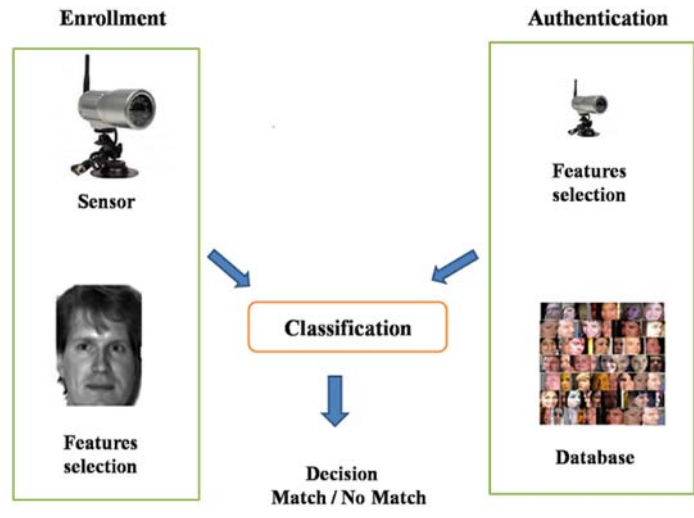 Enrollment
Sensor
Features
selection
Authentication
Features
selection
Database
Classification
Decision
Match / No Match